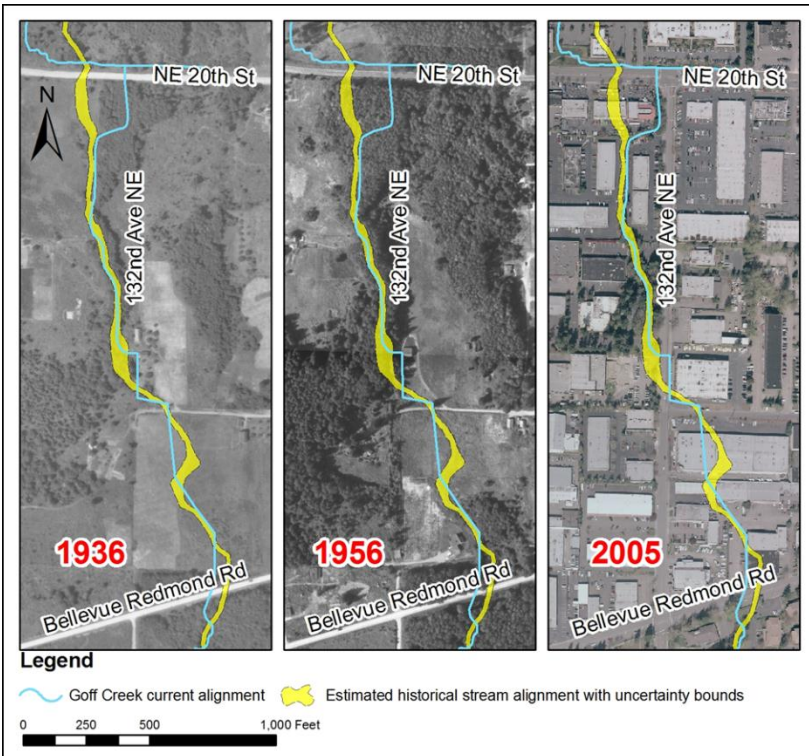 NE 20th St
N
132nd Ave NE
1936
Bellevue Redmond Rd
NE 20th St
132nd Ave NE
1956
Bellevue Redmond Rd
NE 20th St
132nd Ave NE
2005
Bellevue Redmond Rd
Legend
Goff Creek current alignment
Estimated historical stream alignment with uncertainty bounds
0 250 500 1,000 Feet